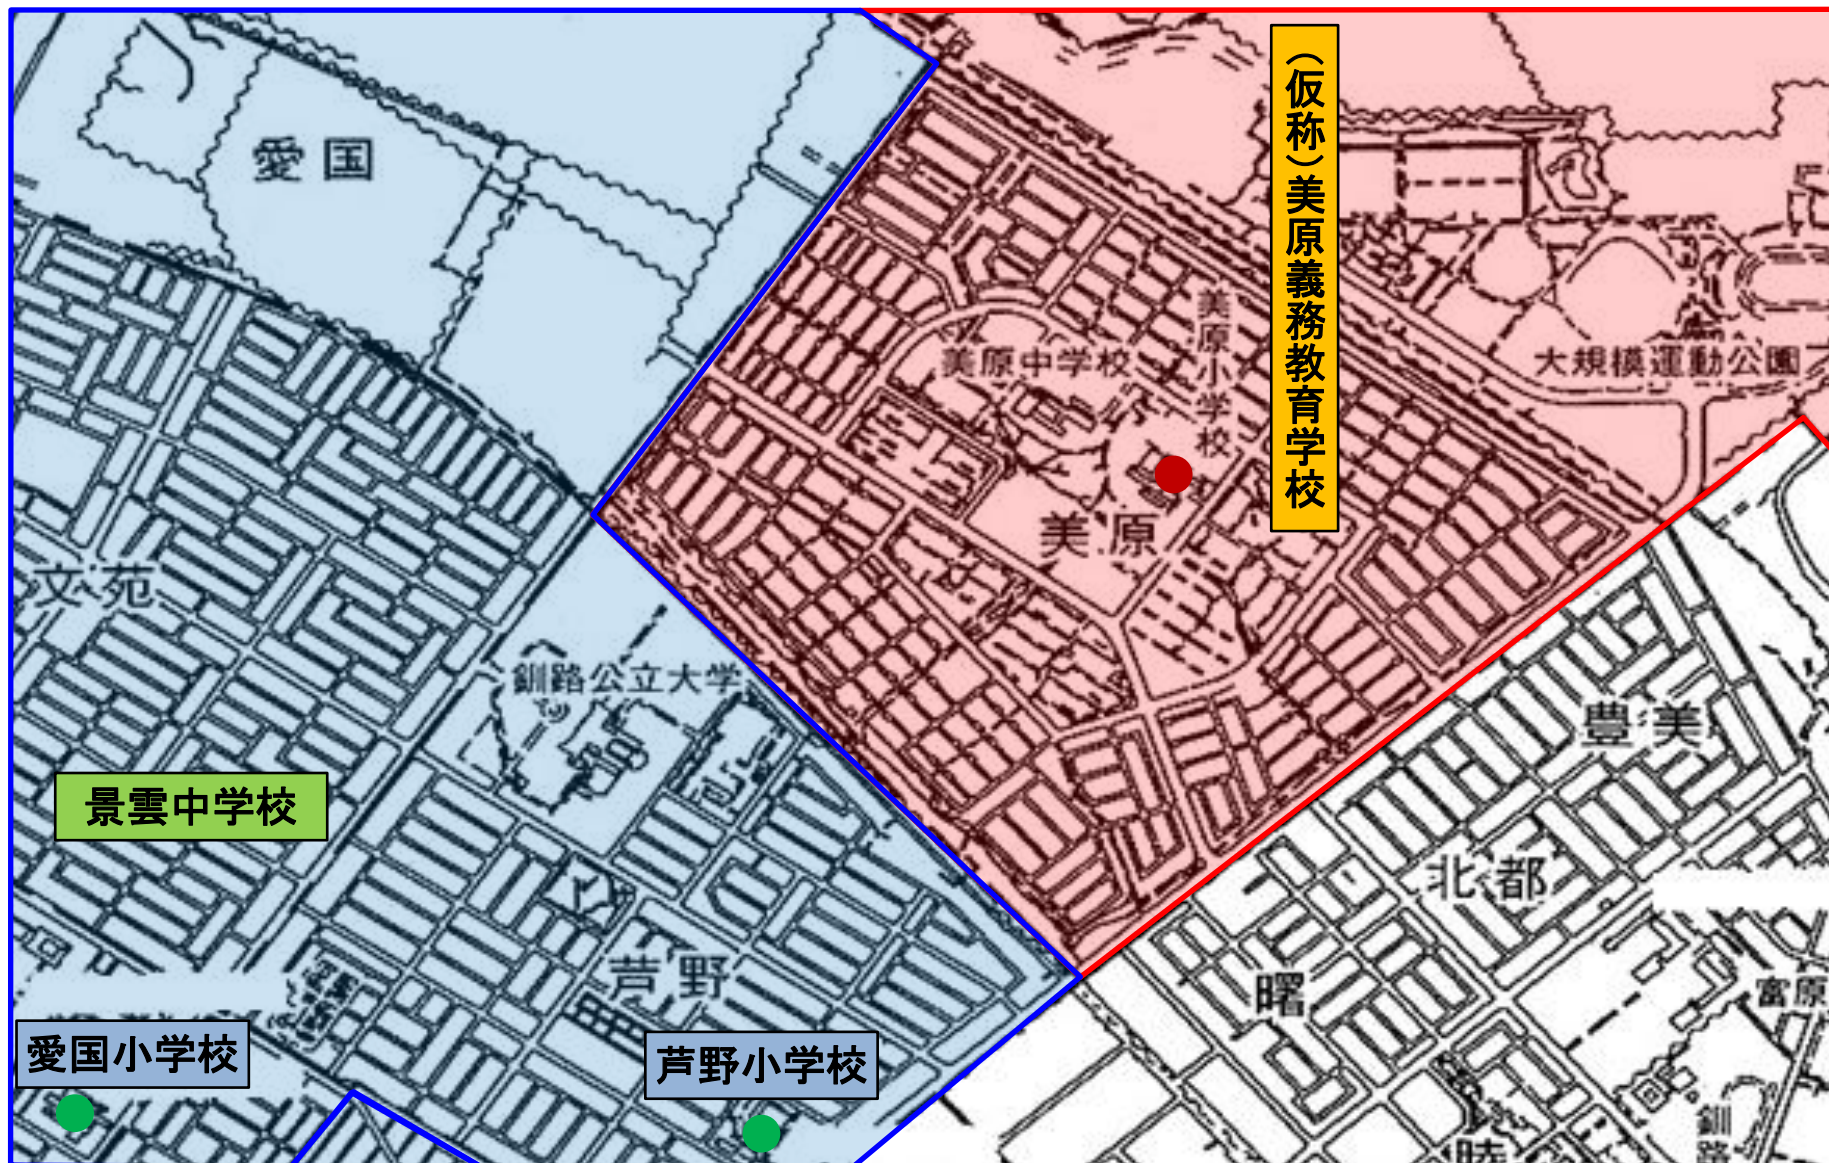 愛国
(仮称)美原義務教育学校
美原小学校
美原中学校
大規模運動公園
美原
文苑
釧路公立大学
豊美
景雲中学校
北都
芦野
曙
富原
愛国小学校
芦野小学校
釧路
睦